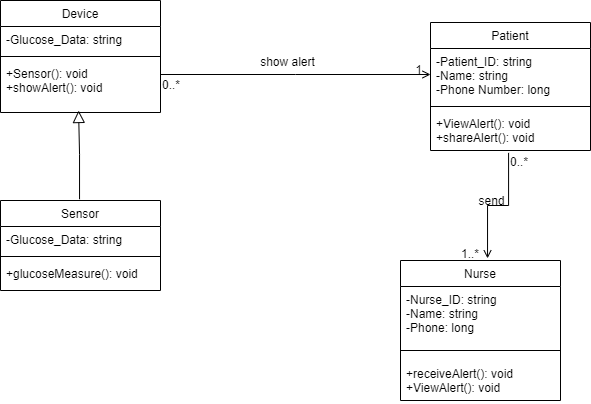 Device
-Glucose_Data: string
+Sensor(): void
+showAlert(): void
0..*
show alert
1
Patient
-Patient_ID: string
-Name: string
-Phone Number: long
+ViewAlert(): void
+shareAlert(): void
0..*
send
1..*
Sensor
-Glucose_Data: string
+glucoseMeasure(): void
Nurse
-Nurse_ID: string
-Name: string
-Phone: long
+receiveAlert(): void
+ViewAlert(): void